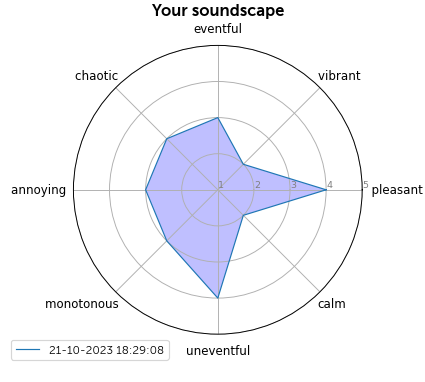 Your soundscape
eventful
chaotic
vibrant
annoying
1 2 3 4 5
pleasant
monotonous
calm
uneventful
21-10-2023 18:29:08